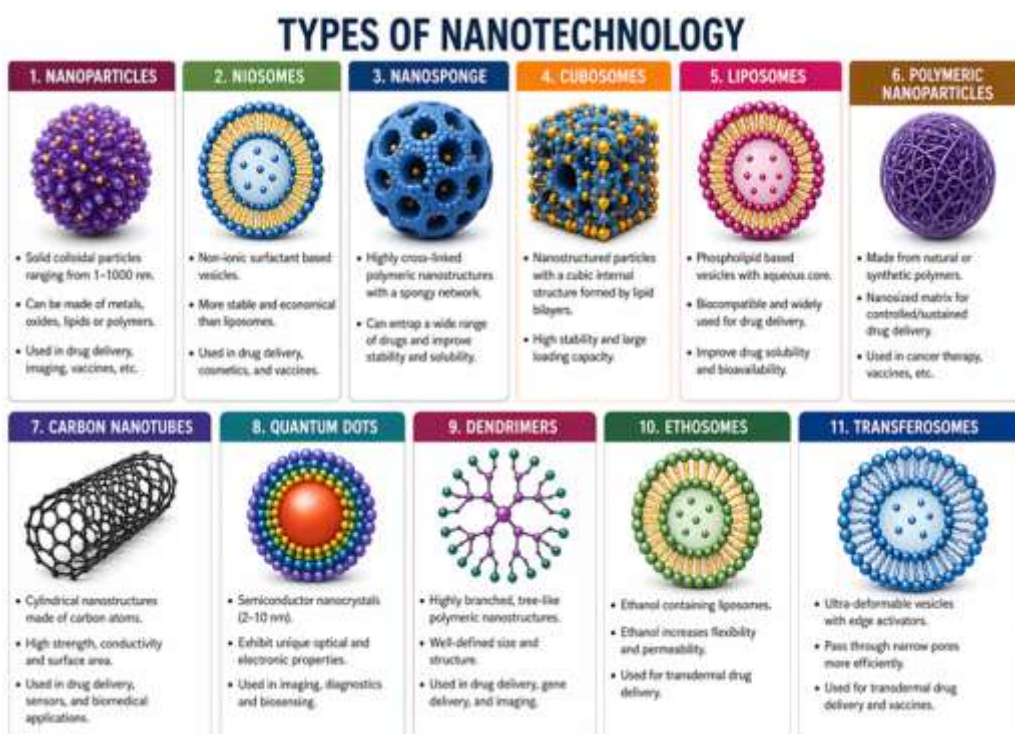 TYPES OF NANOTECHNOLOGY
1. NANOPARTICLES
• Solid colloidal particles
ranging from 1–1000 nm.
• Can be made of metals,
oxides, lipids or polymers.
• Used in drug delivery,
imaging, vaccines, etc.
2. NIOSOMES
• Non-ionic surfactant based
vesicles.
• More stable and economical
than liposomes.
• Used in drug delivery,
cosmetics, and vaccines.
3. NANOSPONGE
• Highly cross-linked
polymeric nanostructures
with a spongy network.
• Can entrap a wide range
of drugs and improve
stability and solubility.
4. CUBOSOMES
• Nanostructured particles
with a cubic internal
structure formed by lipid
bilayers.
• High stability and large
loading capacity.
5. LIPOSOMES
• Phospholipid based
vesicles with aqueous core.
• Biocompatible and widely
used for drug delivery.
• Improve drug solubility
and bioavailability.
6. POLYMERIC
NANOPARTICLES
• Made from natural or
synthetic polymers.
• Nanosized matrix for
controlled/sustained
drug delivery.
• Used in cancer therapy,
vaccines, etc.
7. CARBON NANOTUBES
• Cylindrical nanostructures
made of carbon atoms.
• High strength, conductivity
and surface area.
• Used in drug delivery,
sensors, and biomedical
applications.
8. QUANTUM DOTS
• Semiconductor nanocrystals
(2–10 nm).
• Exhibit unique optical and
electronic properties.
• Used in imaging, diagnostics
and biosensing.
9. DENDRIMERS
• Highly branched, tree-like
polymeric nanostructures.
• Well-defined size and
structure.
• Used in drug delivery, gene
delivery, and imaging.
10. ETHOSOMES
• Ethanol containing liposomes.
• Ethanol increases flexibility
and permeability.
• Used for transdermal drug
delivery.
11. TRANSFEROSOMES
• Ultra-deformable vesicles
with edge activators.
• Pass through narrow pores
more efficiently.
• Used for transdermal drug
delivery and vaccines.